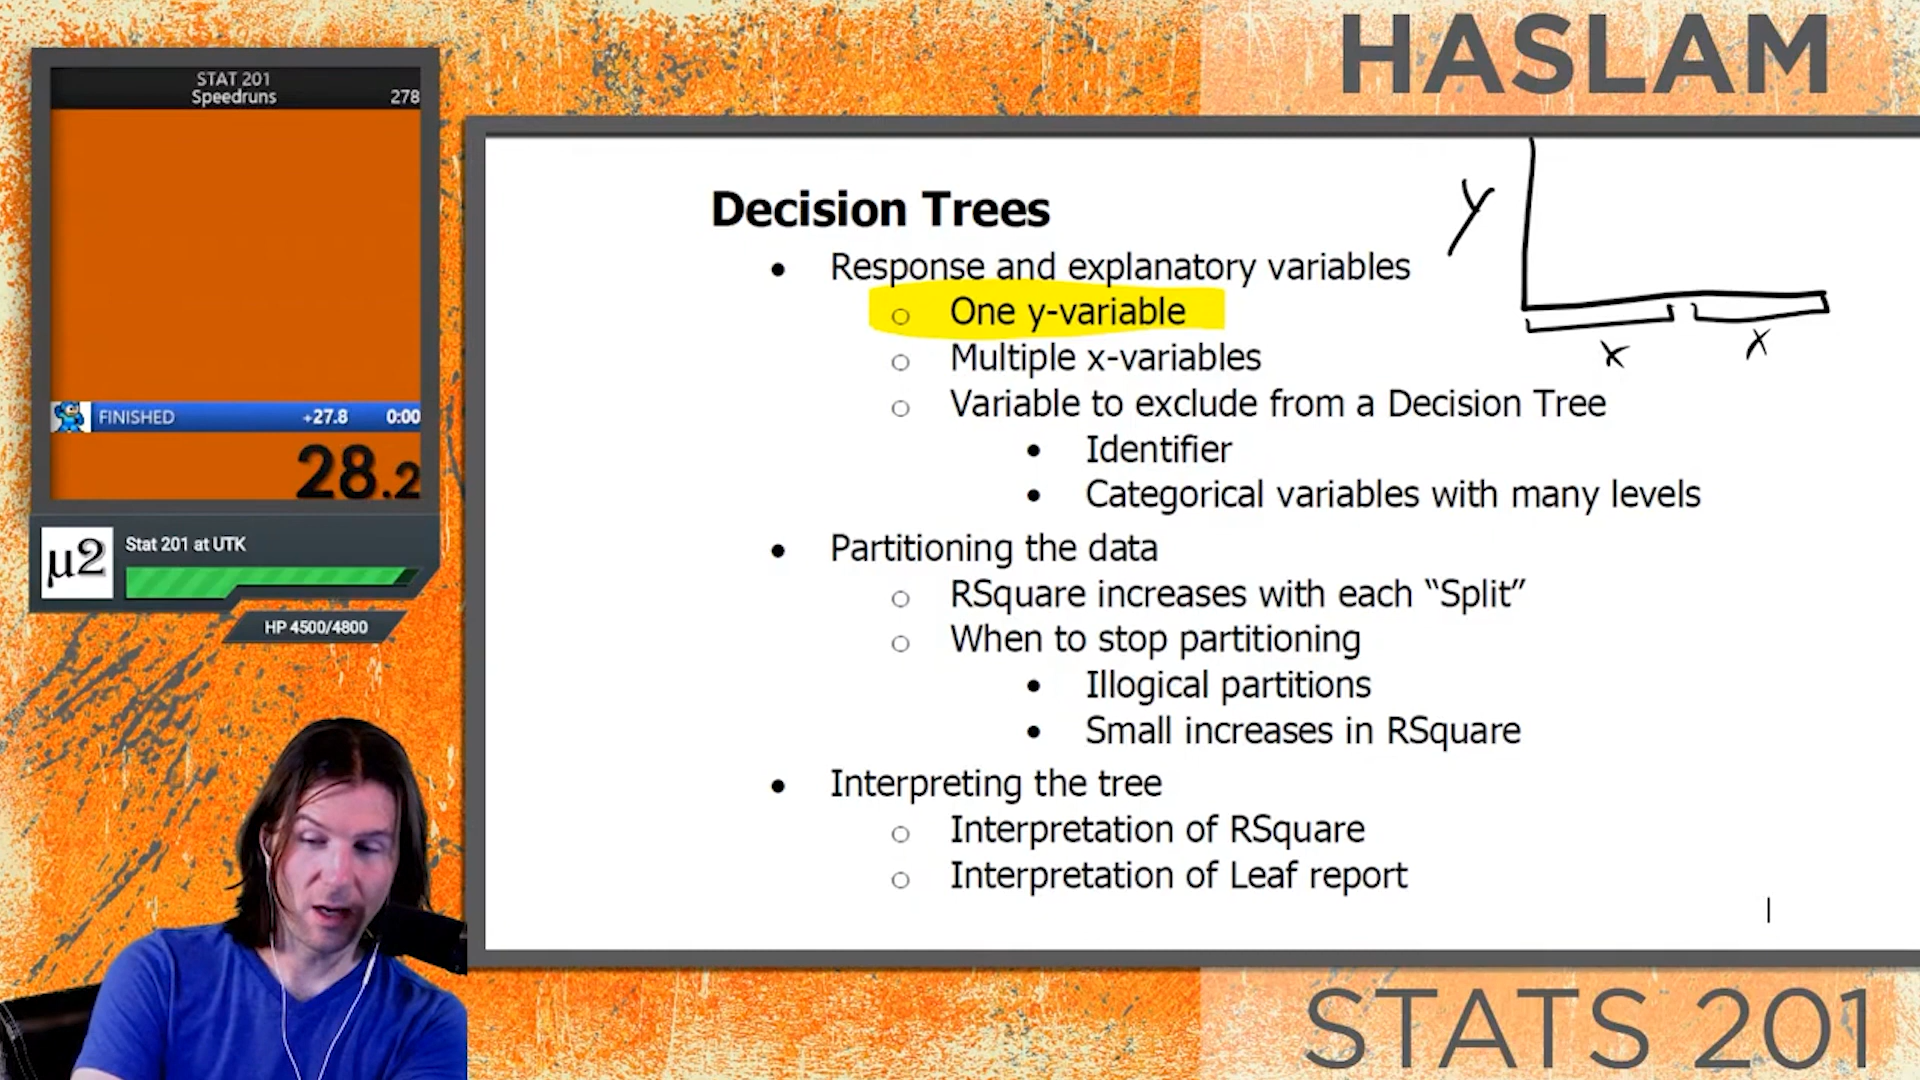 HASLAM
STAT 201
Speedruns 278
FINISHED +27.8 0:00
28.2
μ2
Stat 201 at UTK
HP 4500/4800
Decision Trees
• Response and explanatory variables
○ One y-variable
○ Multiple x-variables
○ Variable to exclude from a Decision Tree
• Identifier
• Categorical variables with many levels
• Partitioning the data
○ RSquare increases with each “Split”
○ When to stop partitioning
• Illogical partitions
• Small increases in RSquare
• Interpreting the tree
○ Interpretation of RSquare
○ Interpretation of Leaf report
y
x x
STATS 201